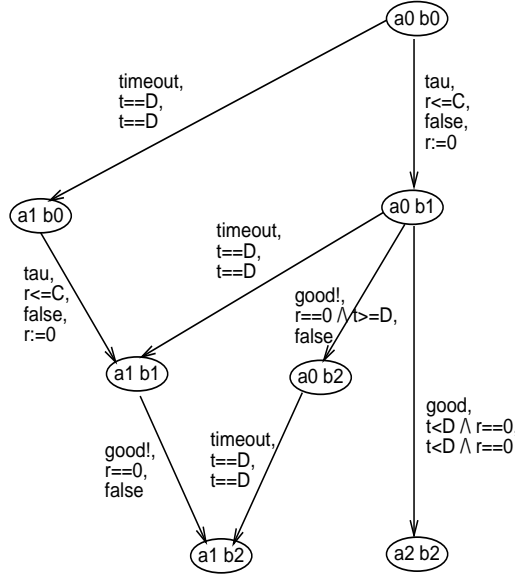 a0 b0
timeout,
t==D,
t==D
tau,
r<=C,
false,
r:=0
a1 b0
a0 b1
timeout,
t==D,
t==D
tau,
r<=C,
false,
r:=0
good!,
r==0 /\ t>=D,
false
a1 b1
a0 b2
good,
t<D /\ r==0
t<D /\ r==0
good!,
r==0,
false
timeout,
t==D,
t==D
a1 b2
a2 b2